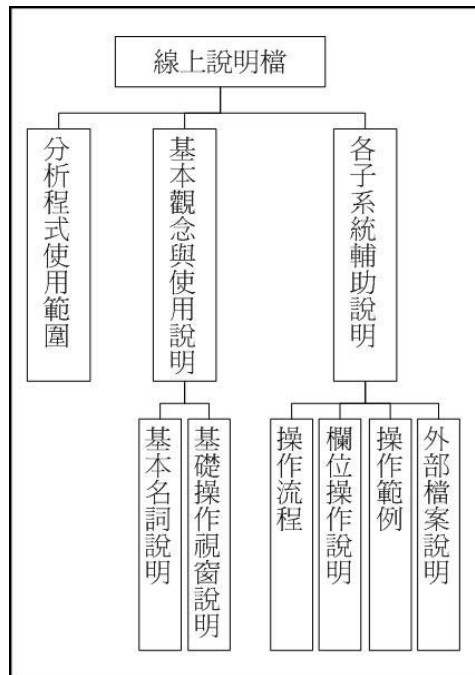 線上說明檔
分析程式使用範圍
基本觀念與使用說明
各子系統輔助說明
基本名詞說明
基礎操作視窗說明
操作流程
欄位操作說明
操作範例
外部檔案說明